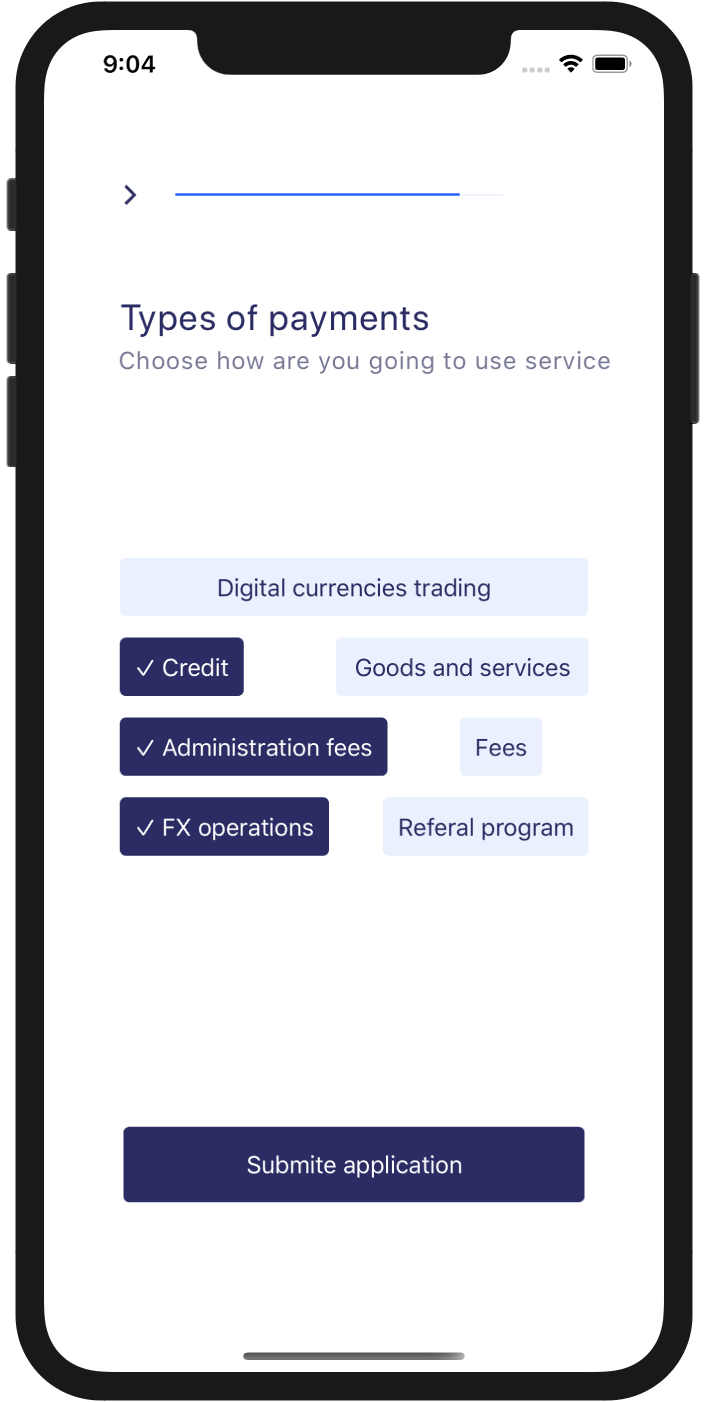 9:04
Types of payments
Choose how are you going to use service
Digital currencies trading
✓ Credit
Goods and services
✓ Administration fees
Fees
✓ FX operations
Referal program
Submite application